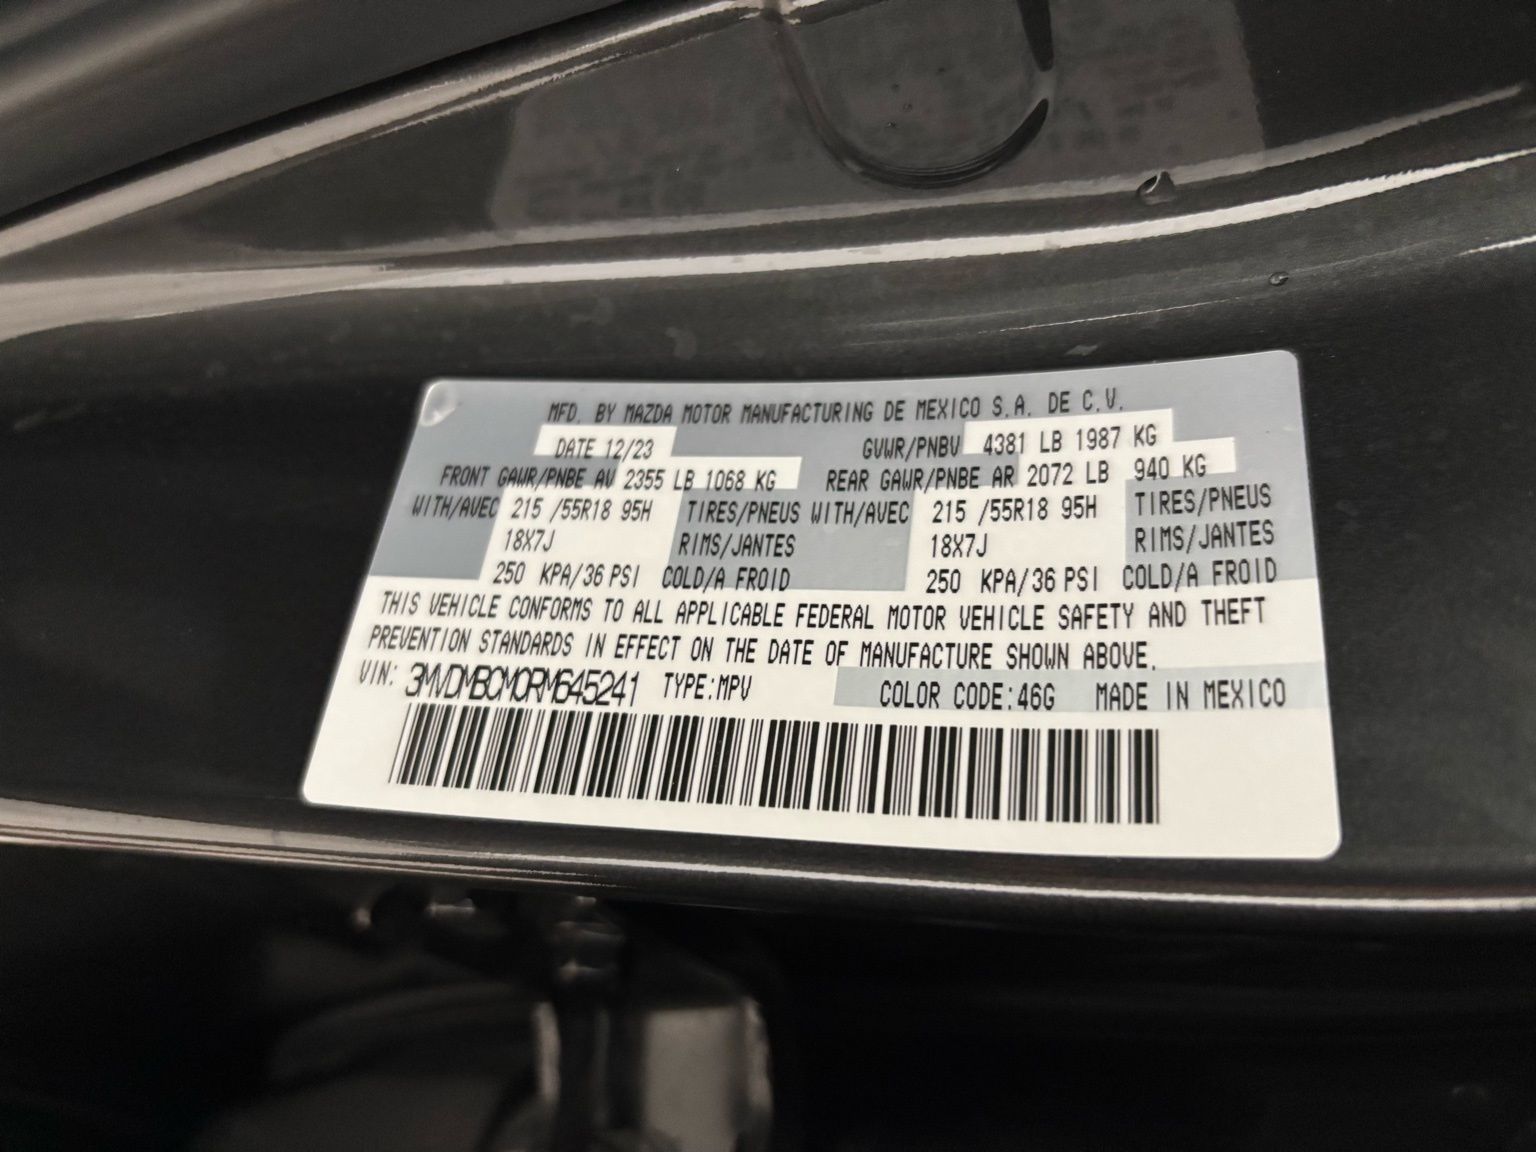 MFD. BY MAZDA MOTOR MANUFACTURING DE MEXICO S.A. DE C.V.
DATE 12/23 GVWR/PNBV 4381 LB 1987 KG
FRONT GAWR/PNBE AV 2355 LB 1068 KG REAR GAWR/PNBE AR 2072 LB 940 KG
WITH/AVEC 215 /55R18 95H TIRES/PNEUS WITH/AVEC 215 /55R18 95H TIRES/PNEUS
18X7J RIMS/JANTES 18X7J RIMS/JANTES
250 KPA/36 PSI COLD/A FROID 250 KPA/36 PSI COLD/A FROID
THIS VEHICLE CONFORMS TO ALL APPLICABLE FEDERAL MOTOR VEHICLE SAFETY AND THEFT
PREVENTION STANDARDS IN EFFECT ON THE DATE OF MANUFACTURE SHOWN ABOVE.
VIN: 3MVDMBCM0RM645241 TYPE:MPV COLOR CODE:46G MADE IN MEXICO